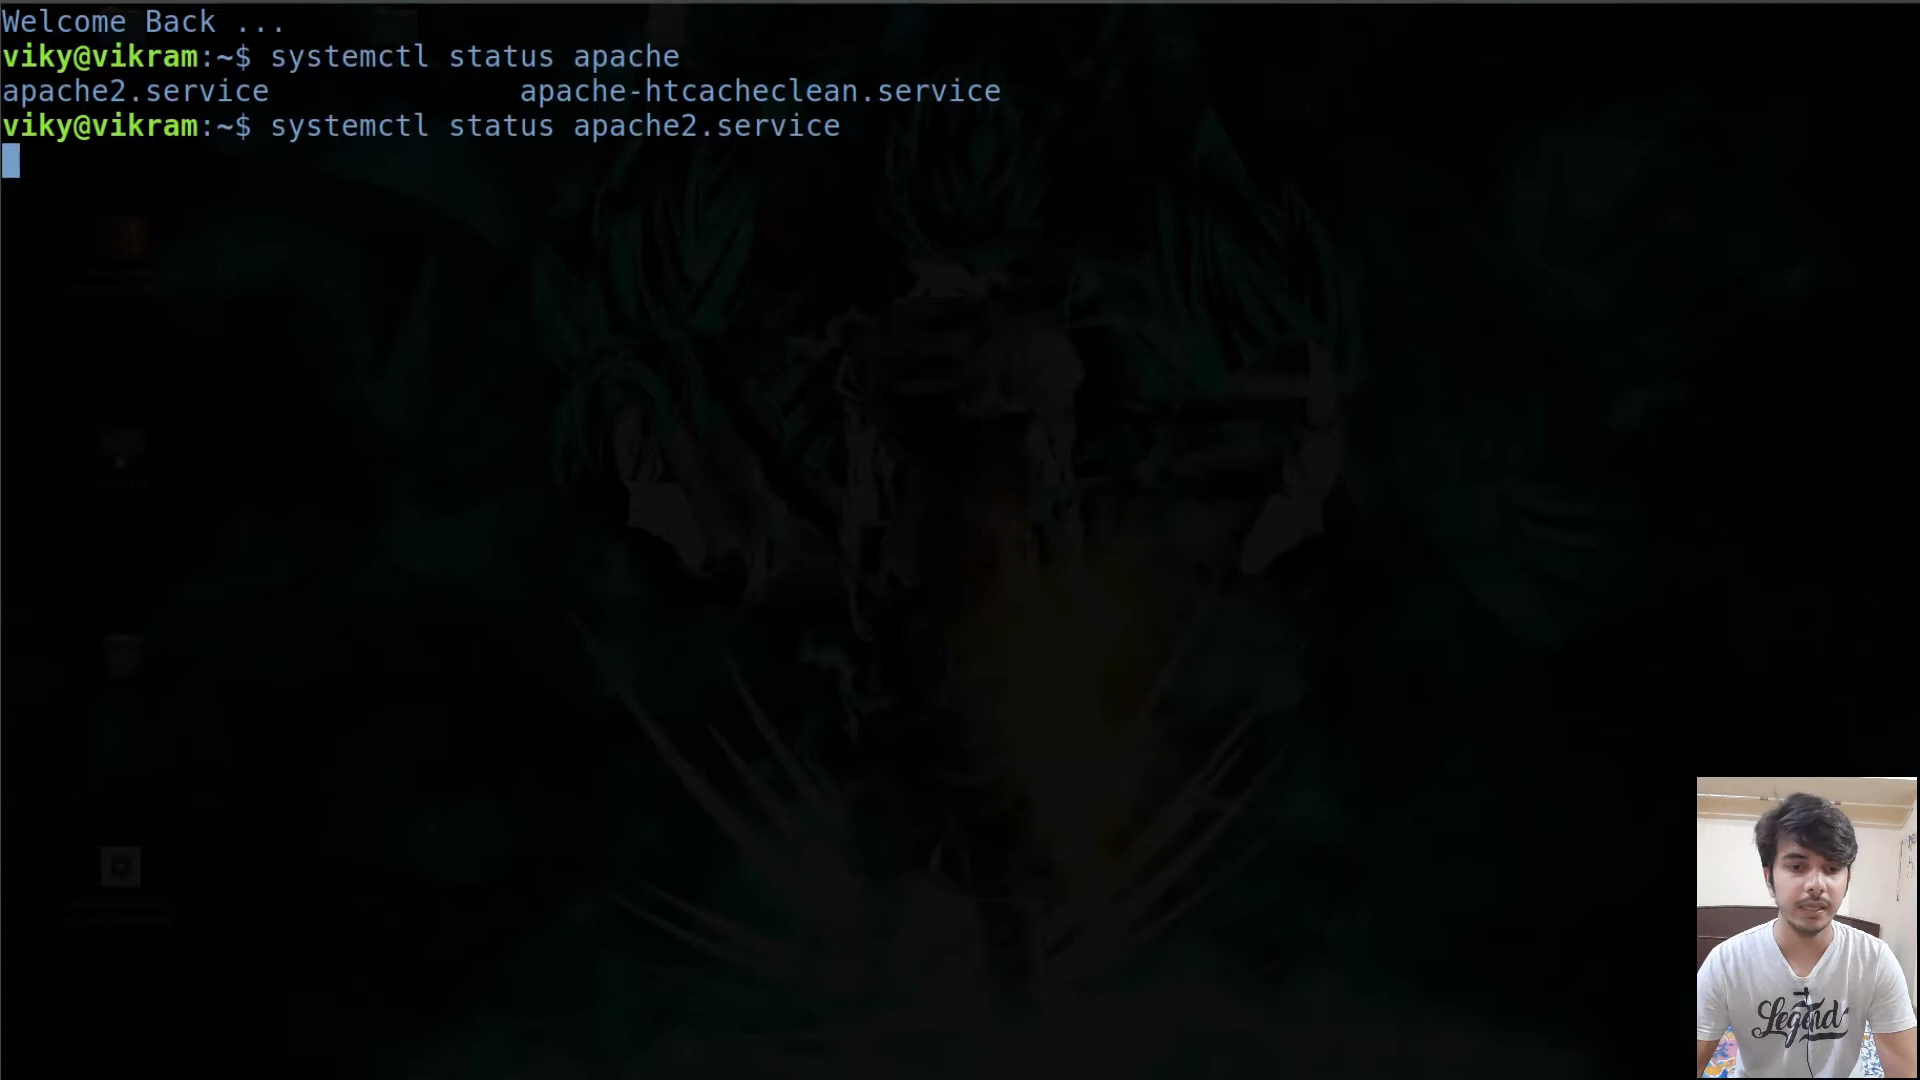 Welcome Back ...
viky@vikram:~$ systemctl status apache
apache2.service apache-htcacheclean.service
viky@vikram:~$ systemctl status apache2.service
Legend